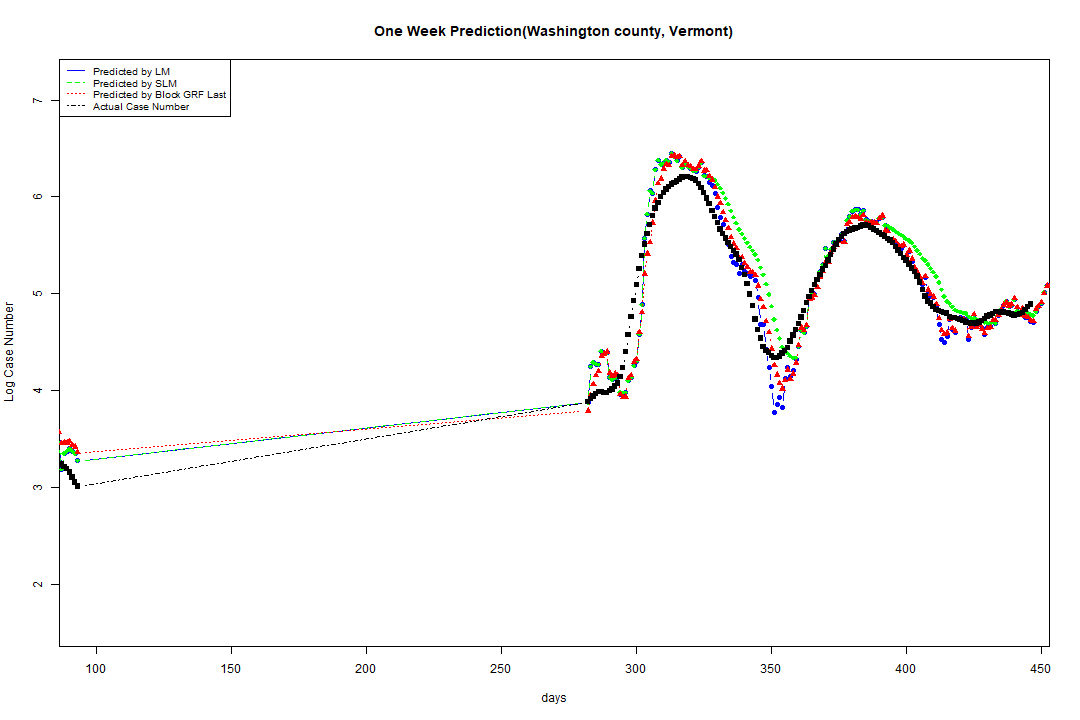 One Week Prediction(Washington county, Vermont)
Predicted by LM
Predicted by SLM
Predicted by Block GRF Last
Actual Case Number
Log Case Number
7
6
5
4
3
2
100 150 200 250 300 350 400 450
days